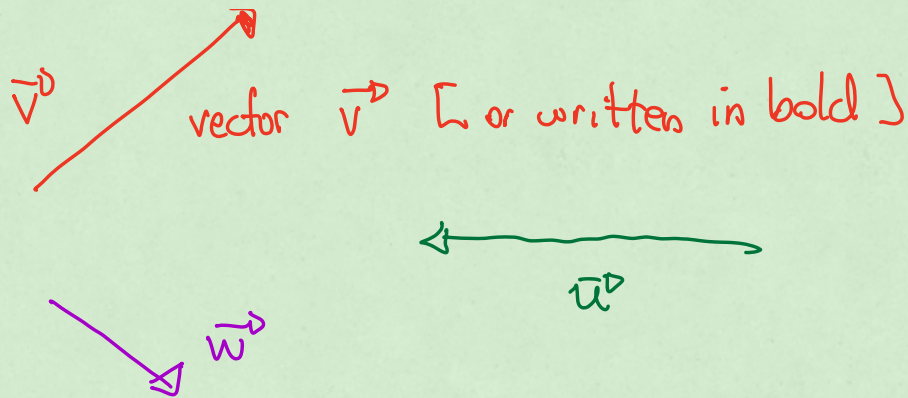 v⃗
vector v⃗ [ or written in bold ]
u⃗
w⃗